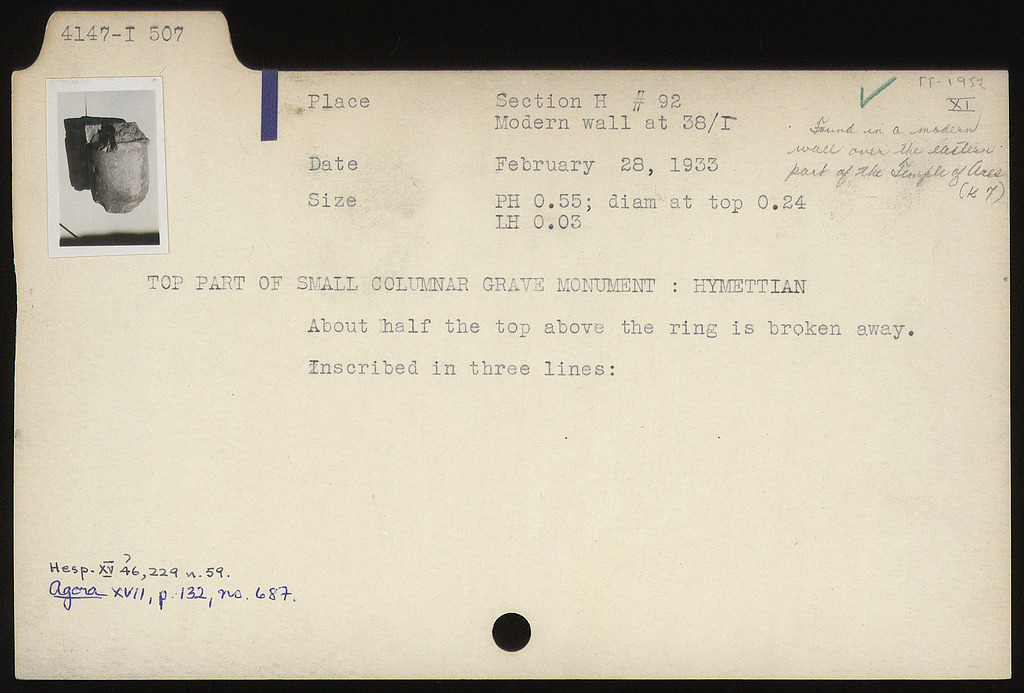 4147-I 507
ΠΓ-1952
XI
Place Section H # 92
Modern wall at 38/I
Found in a modern
wall over the eastern
part of the Temple of Ares
(K 7)
Date February 28, 1933
Size PH 0.55; diam at top 0.24
LH 0.03
TOP PART OF SMALL COLUMNAR GRAVE MONUMENT : HYMETTIAN
About half the top above the ring is broken away.
Inscribed in three lines:
Hesp. XV ? 46, 229 n. 59.
Agora XVII, p. 132, no. 687.